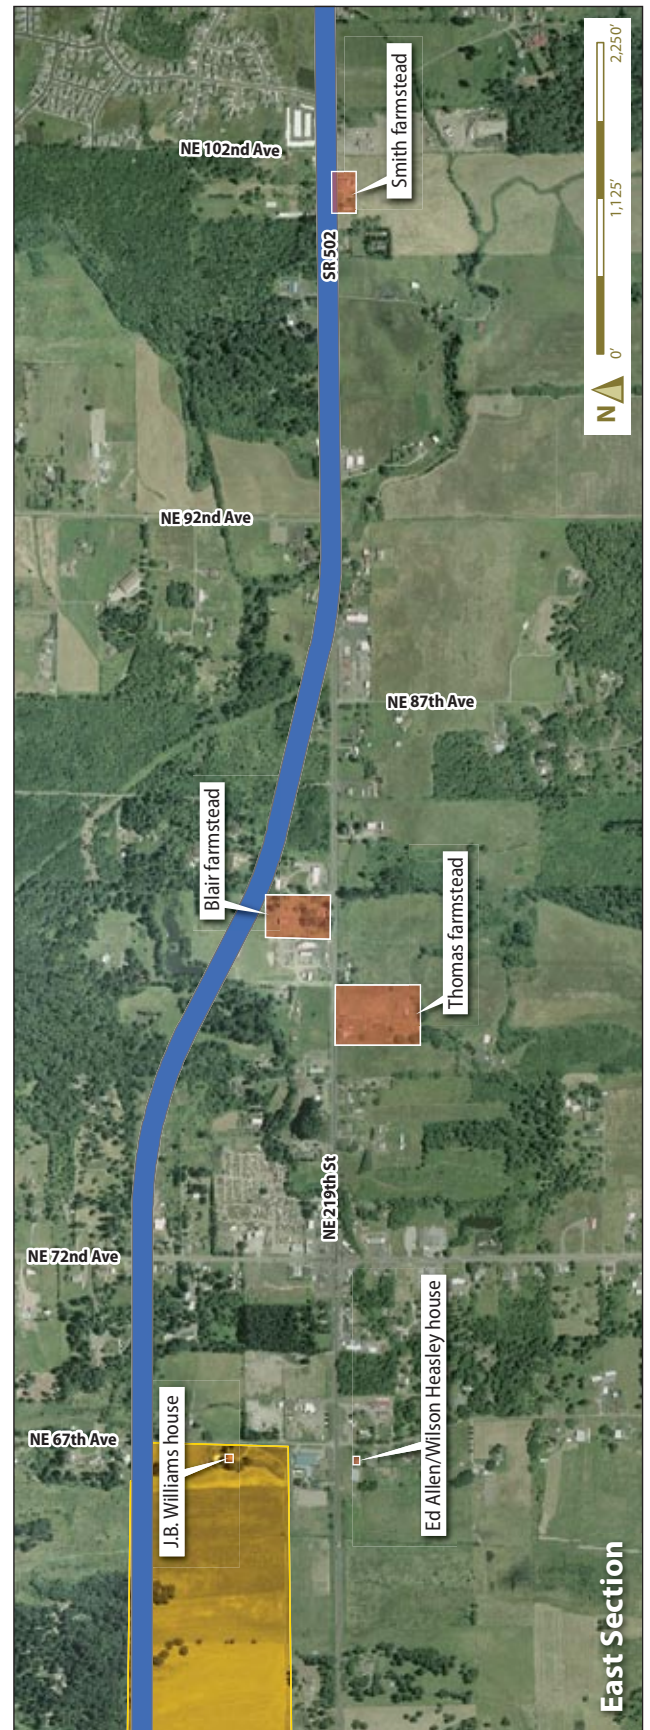 NE 102nd Ave
Smith farmstead
SR 502
NE 92nd Ave
NE 87th Ave
Blair farmstead
Thomas farmstead
NE 219th St
NE 72nd Ave
NE 67th Ave
J.B. Williams house
Ed Allen/Wilson Heasley house
East Section
N
0' 1,125' 2,250'